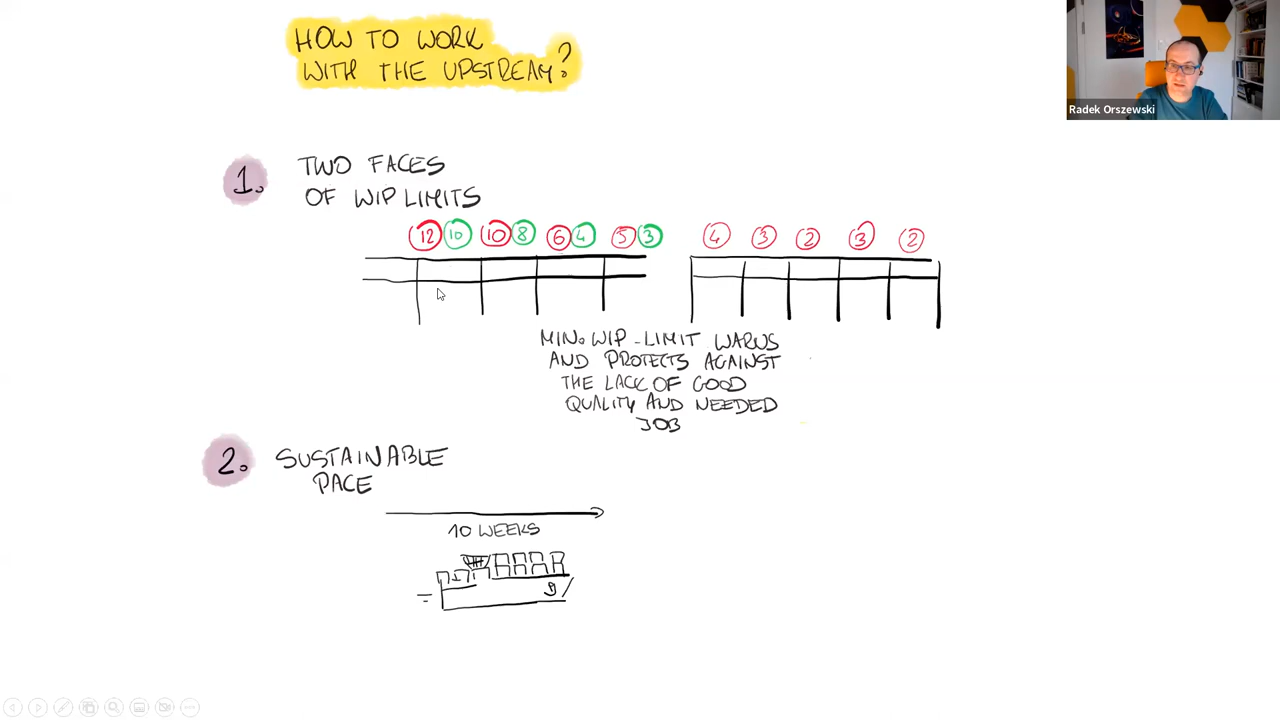 HOW TO WORK
WITH THE UPSTREAM?
Radek Orszewski
1. TWO FACES
OF WIP LIMITS
12 10 10 8 6 4 5 3 4 3 2 3 2
MIN. WIP-LIMIT WARNS
AND PROTECTS AGAINST
THE LACK OF GOOD
QUALITY AND NEEDED
JOB
2. SUSTAINABLE
PACE
10 WEEKS